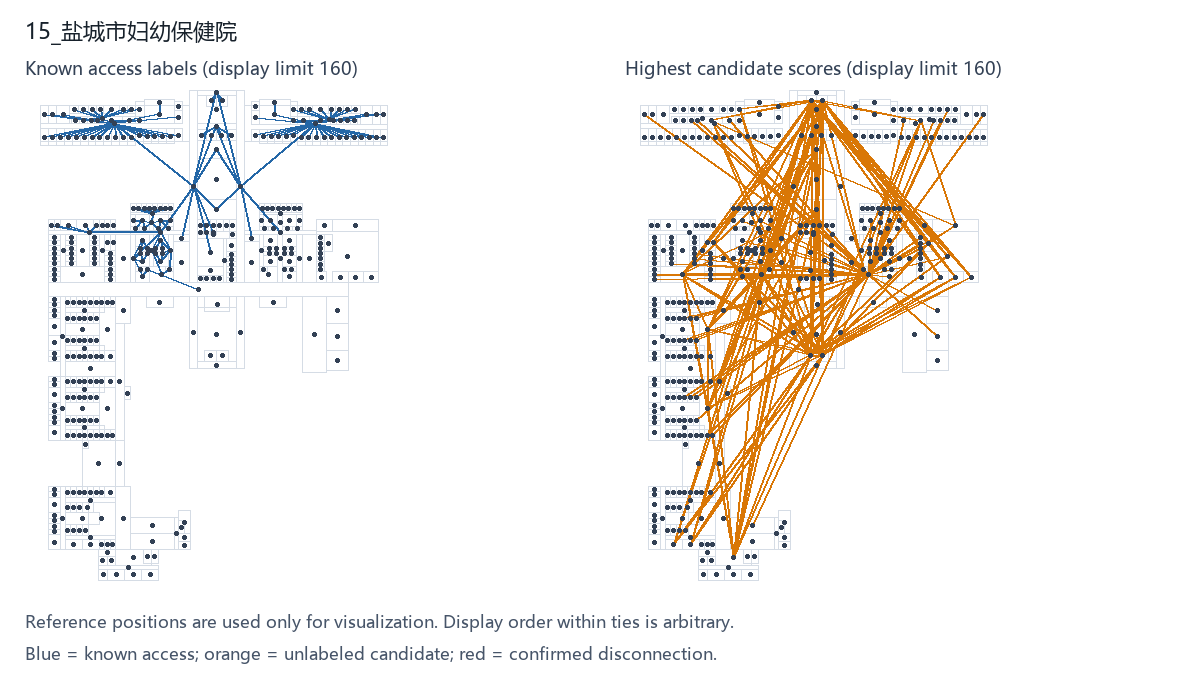 15_盐城市妇幼保健院
Known access labels (display limit 160)
Highest candidate scores (display limit 160)
Reference positions are used only for visualization. Display order within ties is arbitrary.
Blue = known access; orange = unlabeled candidate; red = confirmed disconnection.